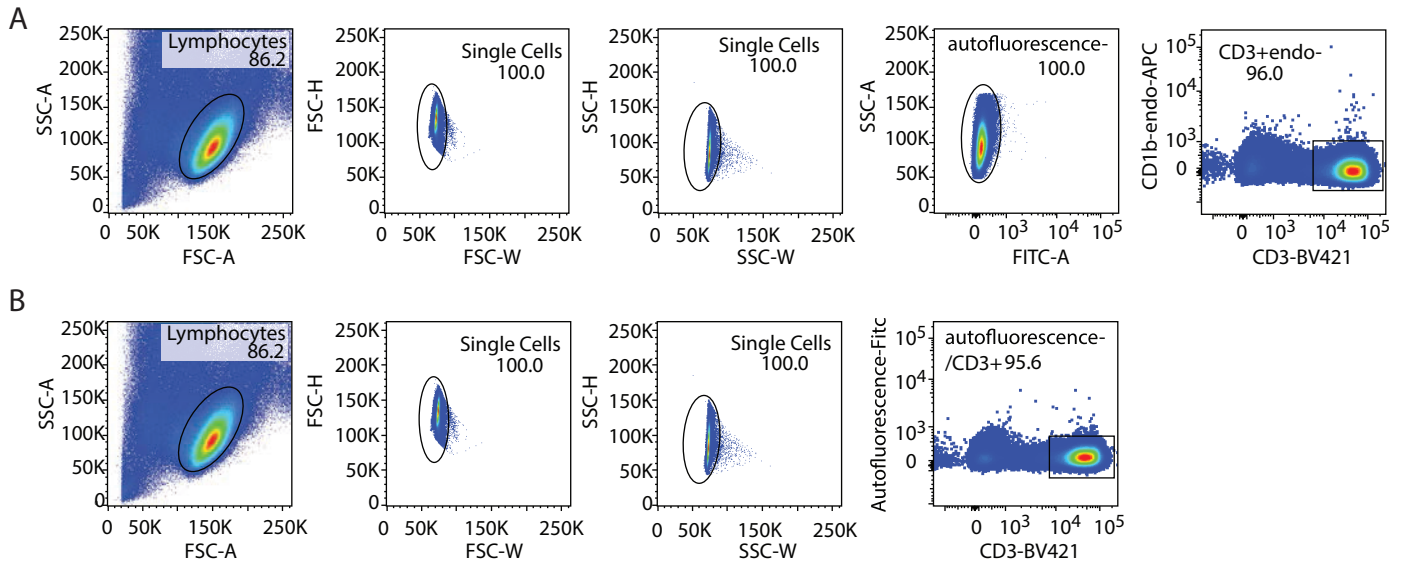 A
250K
200K
150K
100K
50K
0
SSC-A
Lymphocytes
86.2
0 50K 150K 250K
FSC-A
250K
200K
150K
100K
50K
0
FSC-H
Single Cells
100.0
0 50K 150K 250K
FSC-W
250K
200K
150K
100K
50K
0
SSC-H
Single Cells
100.0
0 50K 150K 250K
SSC-W
250K
200K
150K
100K
50K
0
SSC-A
autofluorescence-
100.0
0 10³ 10⁴ 10⁵
FITC-A
10⁵
10⁴
10³
0
CD1b-endo-APC
CD3+endo-
96.0
0 10³ 10⁴ 10⁵
CD3-BV421
B
250K
200K
150K
100K
50K
0
SSC-A
Lymphocytes
86.2
0 50K 150K 250K
FSC-A
250K
200K
150K
100K
50K
0
FSC-H
Single Cells
100.0
0 50K 150K 250K
FSC-W
250K
200K
150K
100K
50K
0
SSC-H
Single Cells
100.0
0 50K 150K 250K
SSC-W
10⁵
10⁴
10³
0
Autofluorescence-Fitc
autofluorescence-
/CD3+ 95.6
0 10³ 10⁴ 10⁵
CD3-BV421